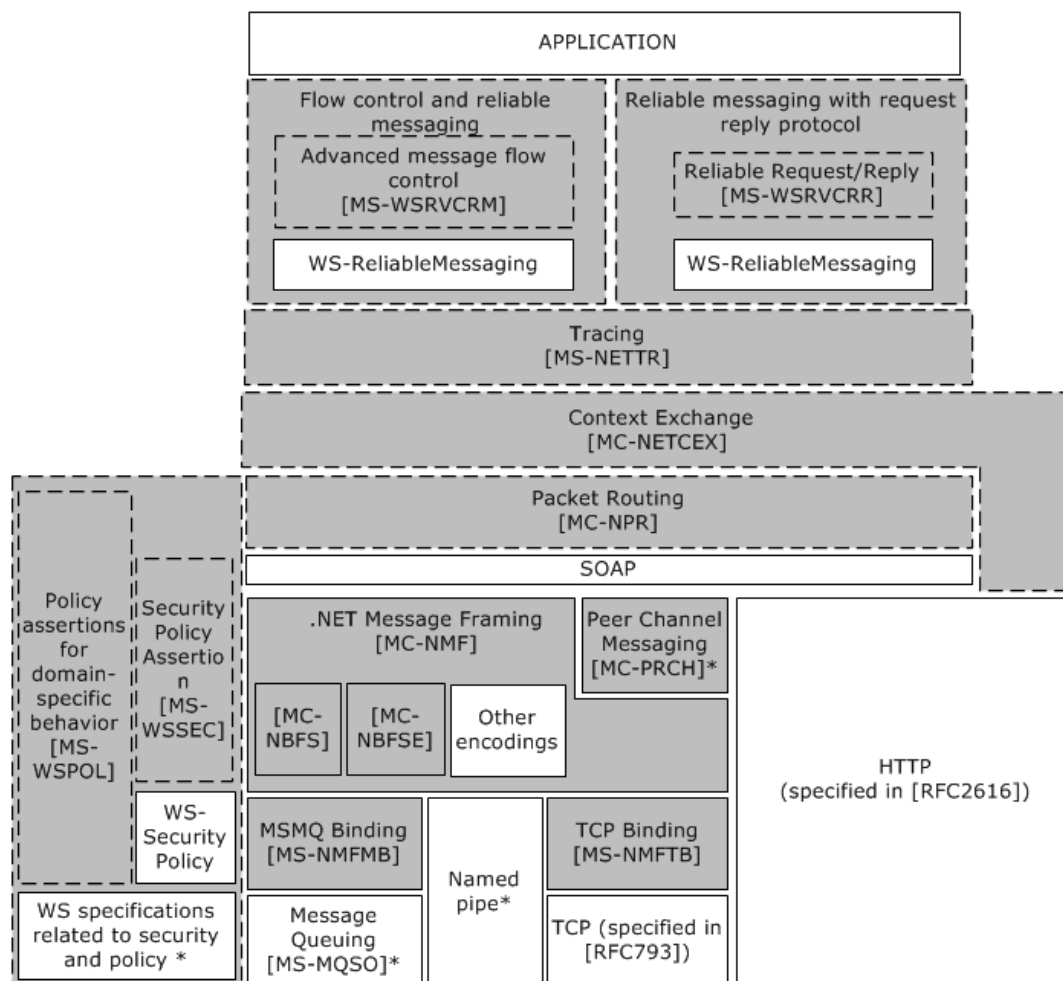 APPLICATION
Flow control and reliable
messaging
Advanced message flow
control
[MS-WSRVCRM]
WS-ReliableMessaging
Reliable messaging with request
reply protocol
Reliable Request/Reply
[MS-WSRVCRR]
WS-ReliableMessaging
Tracing
[MS-NETTR]
Context Exchange
[MC-NETCEX]
Packet Routing
[MC-NPR]
SOAP
Policy
assertions
for
domain-
specific
behavior
[MS-
WSPOL]
Security
Policy
Assertio
n
[MS-
WSSEC]
WS-
Security
Policy
WS specifications
related to security
and policy *
.NET Message Framing
[MC-NMF]
[MC-
NBFS]
[MC-
NBFSE]
Other
encodings
Peer Channel
Messaging
[MC-PRCH]*
HTTP
(specified in [RFC2616])
MSMQ Binding
[MS-NMFMB]
Named
pipe*
TCP Binding
[MS-NMFTB]
Message
Queuing
[MS-MQSO]*
TCP (specified in
[RFC793])